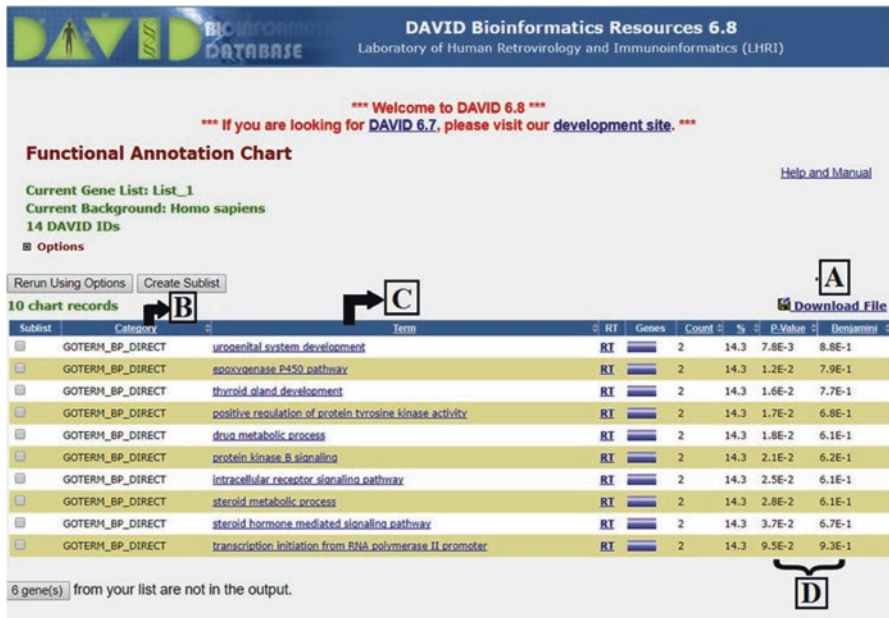 DAVID BIOINFORMATICS DATABASE
DAVID Bioinformatics Resources 6.8
Laboratory of Human Retrovirology and Immunoinformatics (LHRI)
*** Welcome to DAVID 6.8 ***
*** If you are looking for DAVID 6.7, please visit our development site. ***
Functional Annotation Chart
Help and Manual
Current Gene List: List_1
Current Background: Homo sapiens
14 DAVID IDs
Options
Rerun Using Options Create Sublist
A
B
C
10 chart records
Download File
Sublist Category Term RT Genes Count % P-Value Benjamini
GOTERM_BP_DIRECT urogenital system development RT 2 14.3 7.8E-3 8.8E-1
GOTERM_BP_DIRECT epoxygenase P450 pathway RT 2 14.3 1.2E-2 7.9E-1
GOTERM_BP_DIRECT thyroid gland development RT 2 14.3 1.6E-2 7.7E-1
GOTERM_BP_DIRECT positive regulation of protein tyrosine kinase activity RT 2 14.3 1.7E-2 6.8E-1
GOTERM_BP_DIRECT drug metabolic process RT 2 14.3 1.8E-2 6.1E-1
GOTERM_BP_DIRECT protein kinase B signaling RT 2 14.3 2.1E-2 6.2E-1
GOTERM_BP_DIRECT intracellular receptor signaling pathway RT 2 14.3 2.5E-2 6.1E-1
GOTERM_BP_DIRECT steroid metabolic process RT 2 14.3 2.8E-2 6.1E-1
GOTERM_BP_DIRECT steroid hormone mediated signaling pathway RT 2 14.3 3.7E-2 6.7E-1
GOTERM_BP_DIRECT transcription initiation from RNA polymerase II promoter RT 2 14.3 9.5E-2 9.3E-1
D
6 gene(s) from your list are not in the output.